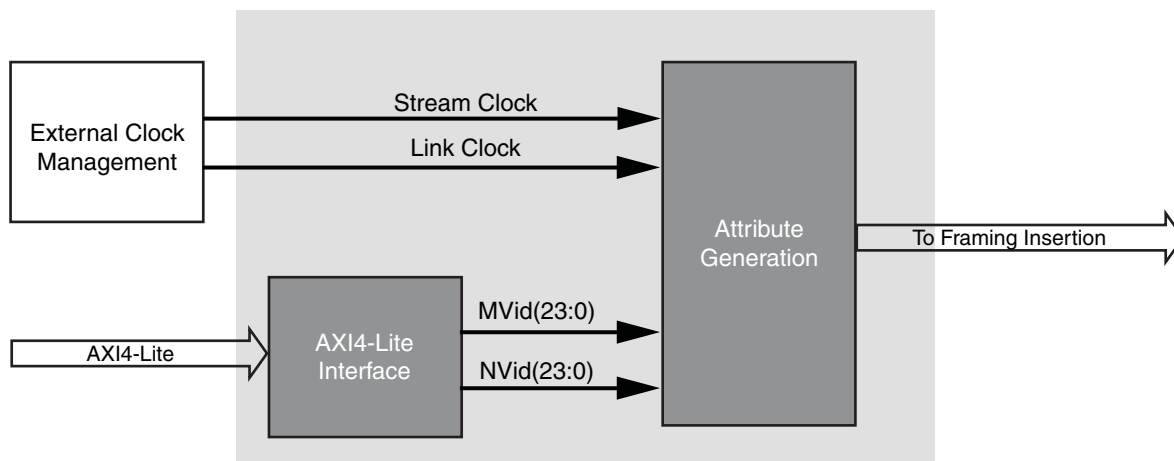 Stream Clock
External Clock
Management
Link Clock
Attribute
Generation
To Framing Insertion
MVid(23:0)
AXI4-Lite
AXI4-Lite
Interface
NVid(23:0)